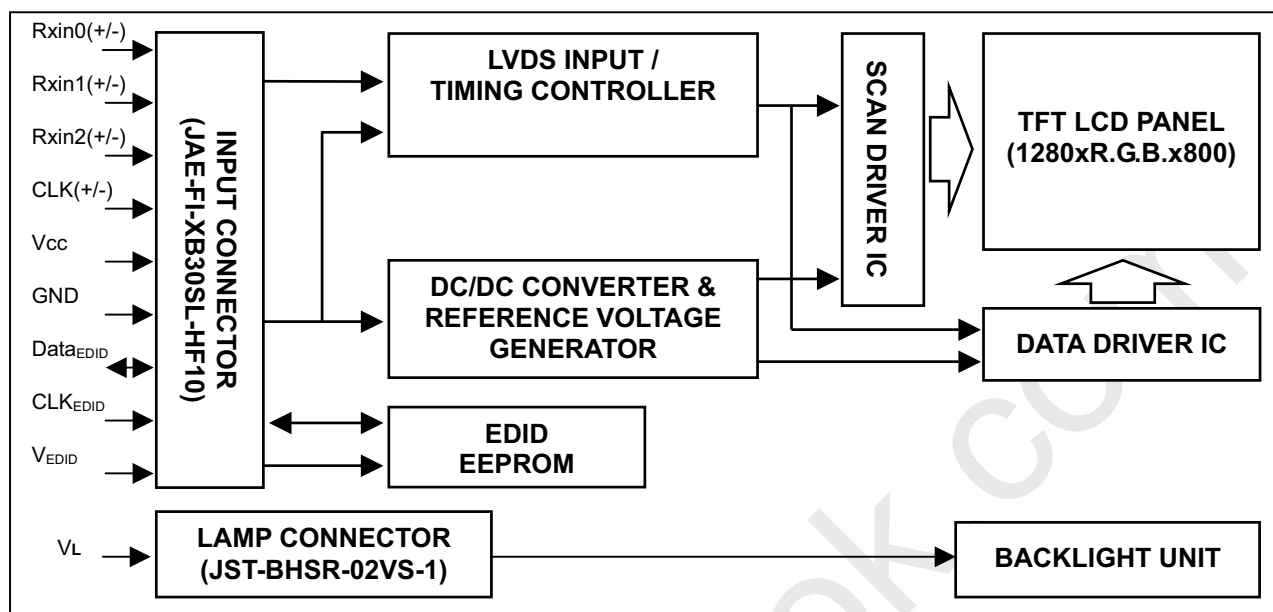 Rxin0(+/-)
Rxin1(+/-)
Rxin2(+/-)
CLK(+/-)
Vcc
GND
DataEDID
CLKEDID
VEDID
VL
INPUT CONNECTOR
(JAE-FI-XB30SL-HF10)
LVDS INPUT /
TIMING CONTROLLER
DC/DC CONVERTER &
REFERENCE VOLTAGE
GENERATOR
EDID
EEPROM
LAMP CONNECTOR
(JST-BHSR-02VS-1)
SCAN DRIVER IC
TFT LCD PANEL
(1280xR.G.B.x800)
DATA DRIVER IC
BACKLIGHT UNIT